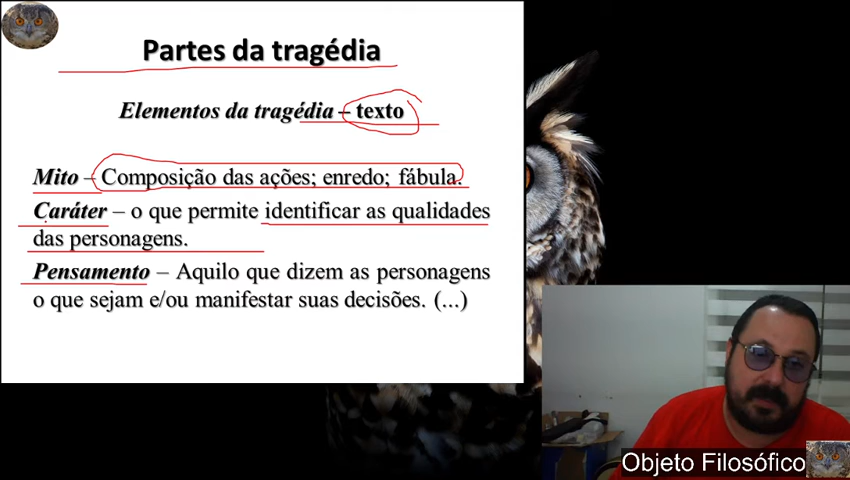 Partes da tragédia
Elementos da tragédia – texto
Mito – Composição das ações; enredo; fábula.
Caráter – o que permite identificar as qualidades
das personagens.
Pensamento – Aquilo que dizem as personagens
o que sejam e/ou manifestar suas decisões. (...)
Objeto Filosófico